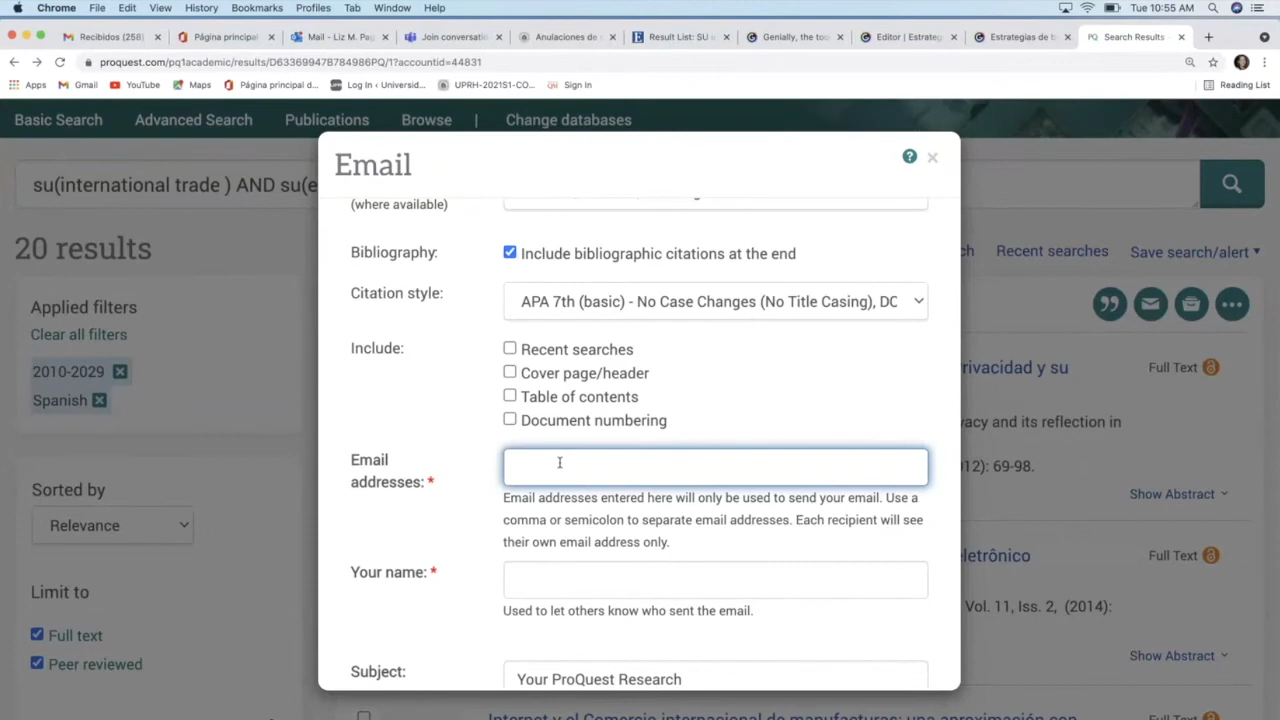 Chrome File Edit View History Bookmarks Profiles Tab Window Help Tue 10:55 AM
Recibidos (258) Página principal Mail - Liz M. Pag Join conversatio Anulaciones de Result List: SU i Genially, the too Editor | Estrateg Estrategias de b PQ Search Results -
proquest.com/pq1academic/results/D63369947B784986PQ/1?accountid=44831
Apps Gmail YouTube Maps Página principal d... Log In ‹ Universid... UPRH-2021S1-CO... Sign In Reading List
Basic Search Advanced Search Publications Browse | Change databases
Email
?
su(international trade ) AND su(e
(where available)
20 results
ch Recent searches Save search/alert
Bibliography: Include bibliographic citations at the end
Citation style: APA 7th (basic) - No Case Changes (No Title Casing), DC
Applied filters
Clear all filters
2010-2029
Spanish
Include: Recent searches
Cover page/header
Table of contents
Document numbering
rivacidad y su Full Text
vacy and its reflection in
012): 69-98.
Show Abstract
Email addresses: *
Email addresses entered here will only be used to send your email. Use a
comma or semicolon to separate email addresses. Each recipient will see
their own email address only.
Sorted by
Relevance
eletrônico Full Text
Your name: *
Used to let others know who sent the email.
Vol. 11, Iss. 2, (2014):
Show Abstract
Limit to
Full text
Peer reviewed
Subject: Your ProQuest Research
Internet y el Comercio internacional de manufacturas: una aproximación con